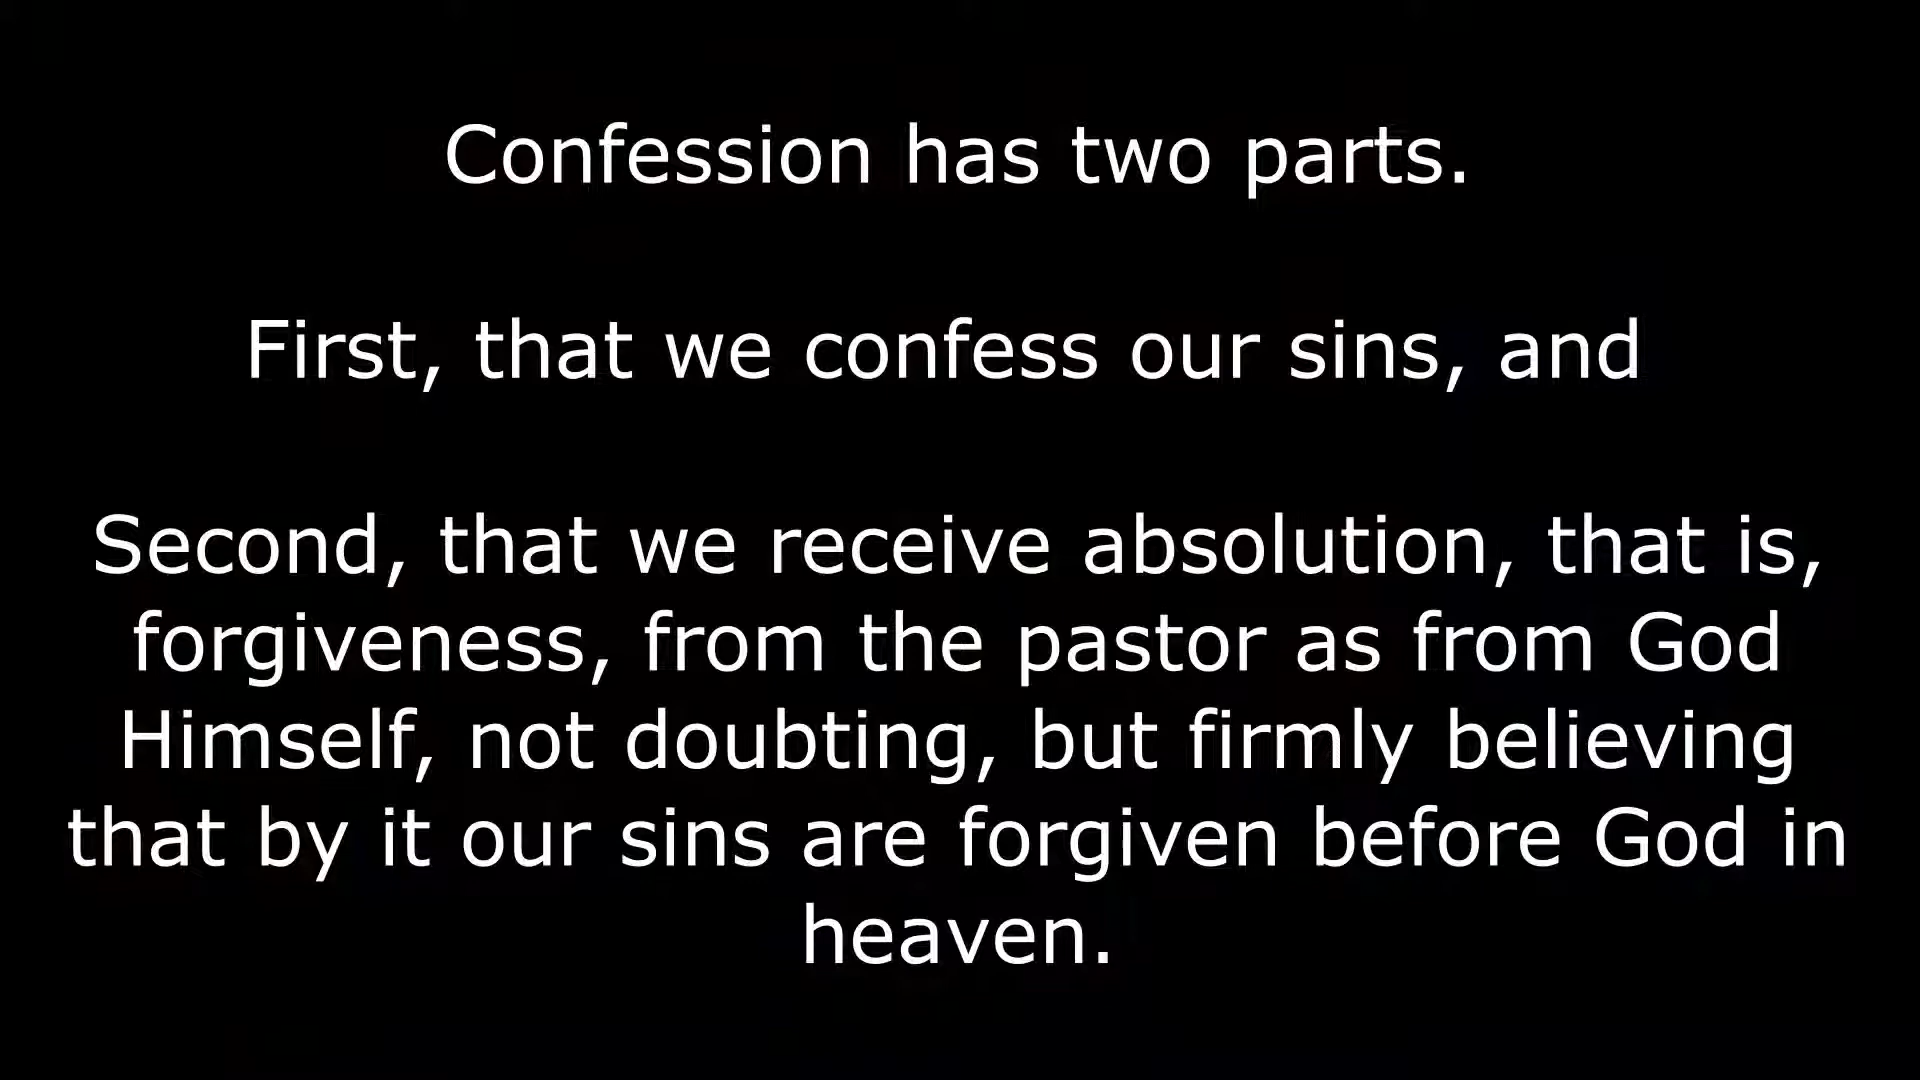 Confession has two parts.
First, that we confess our sins, and
Second, that we receive absolution, that is,
forgiveness, from the pastor as from God
Himself, not doubting, but firmly believing
that by it our sins are forgiven before God in
heaven.